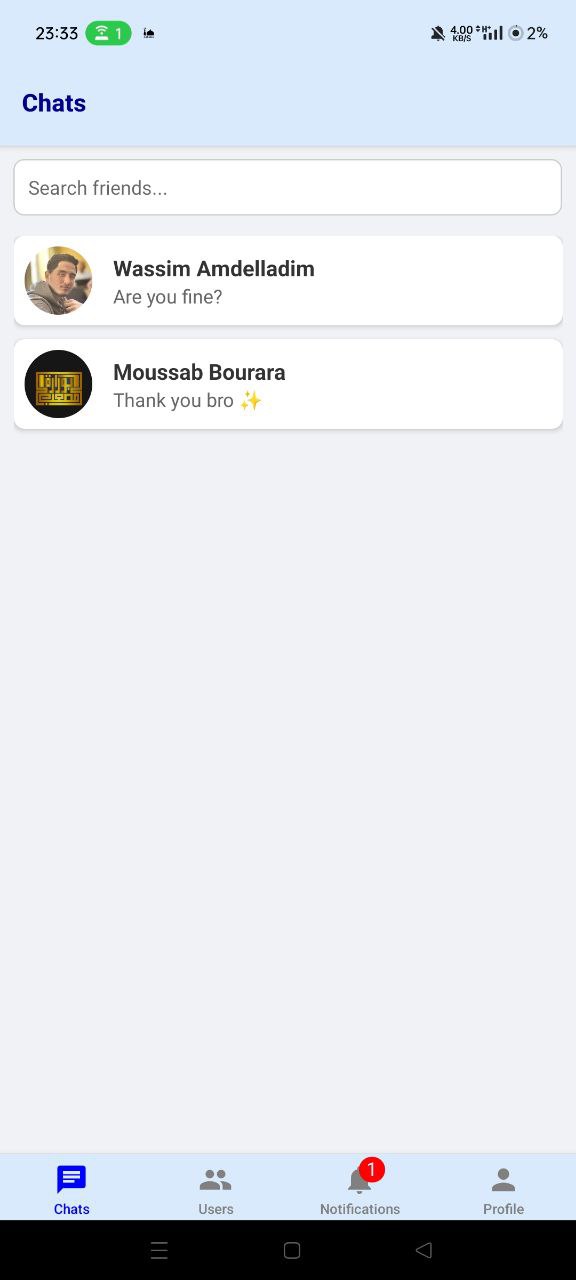 23:33 1 4.00 KB/S H+ 2%
Chats
Search friends...
Wassim Amdelladim
Are you fine?
Moussab Bourara
Thank you bro ✨
1
Chats Users Notifications Profile